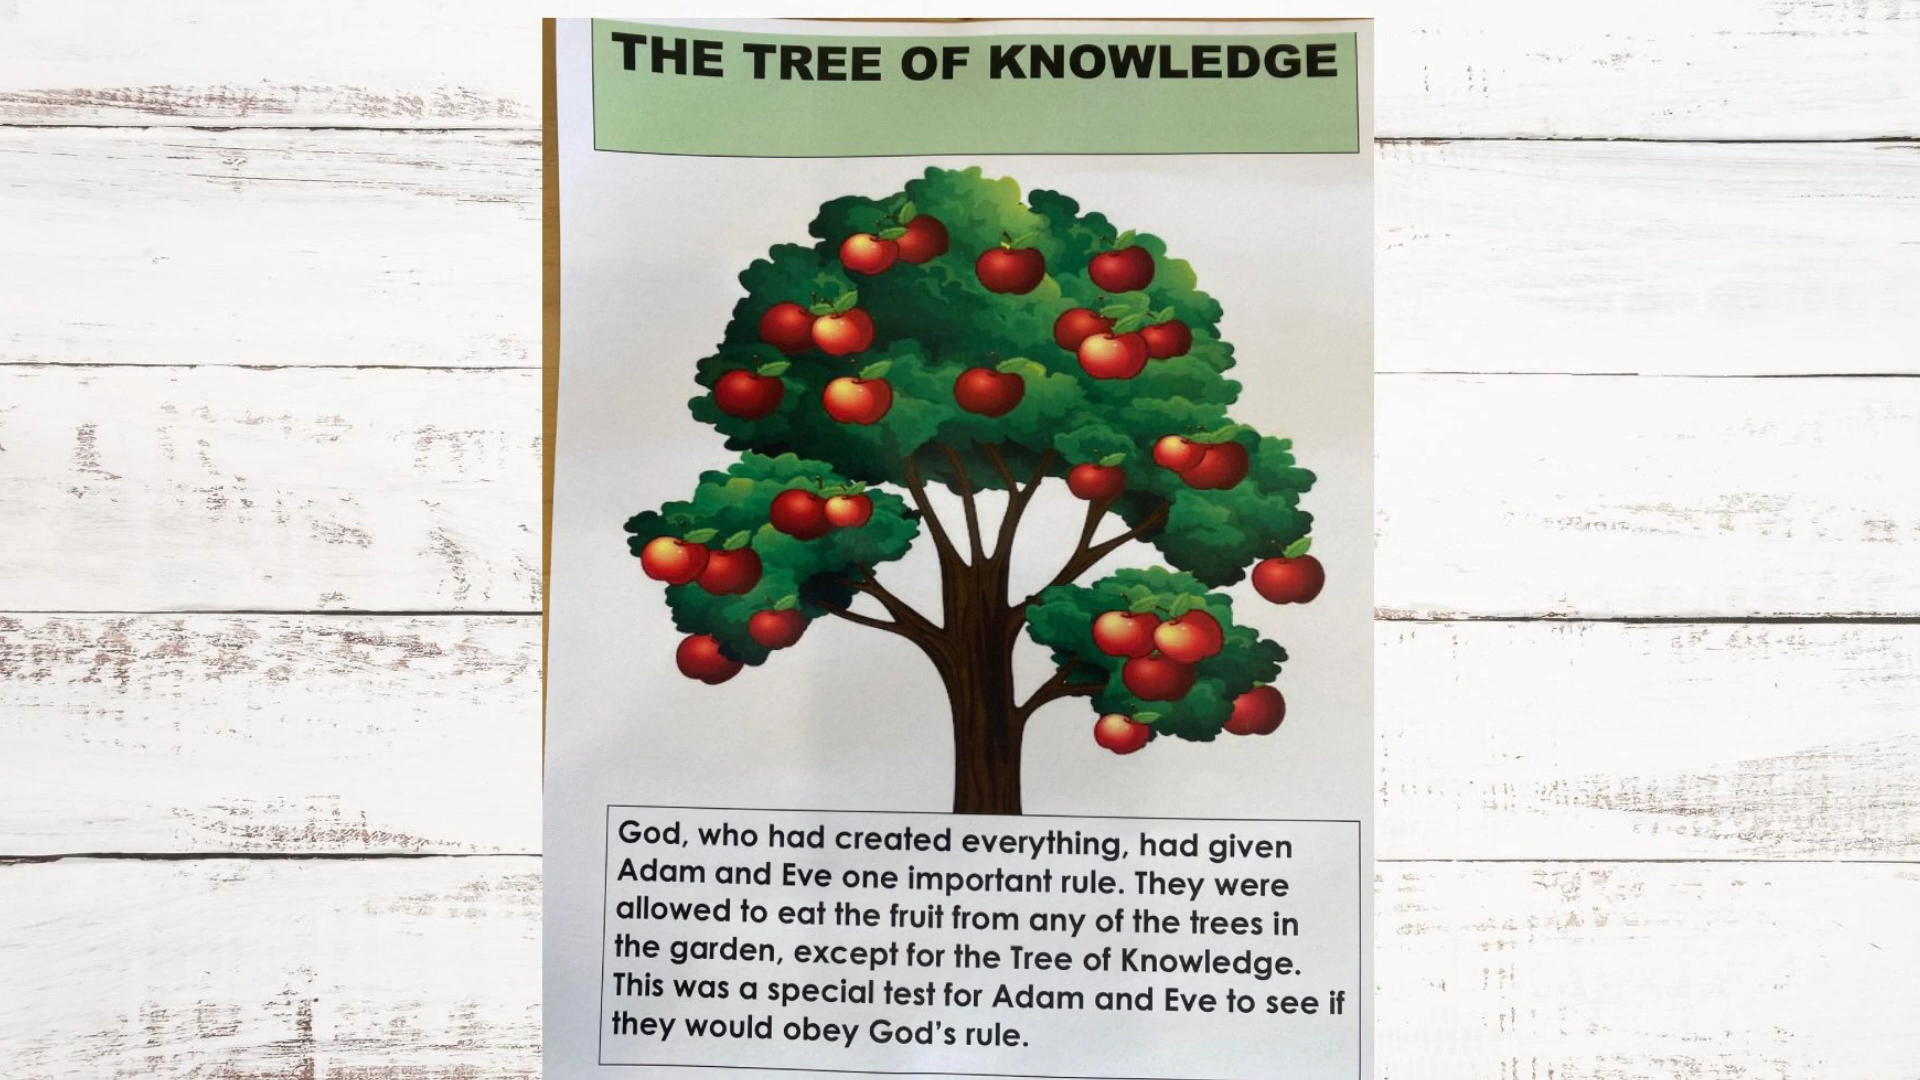 THE TREE OF KNOWLEDGE
God, who had created everything, had given
Adam and Eve one important rule. They were
allowed to eat the fruit from any of the trees in
the garden, except for the Tree of Knowledge.
This was a special test for Adam and Eve to see if
they would obey God's rule.